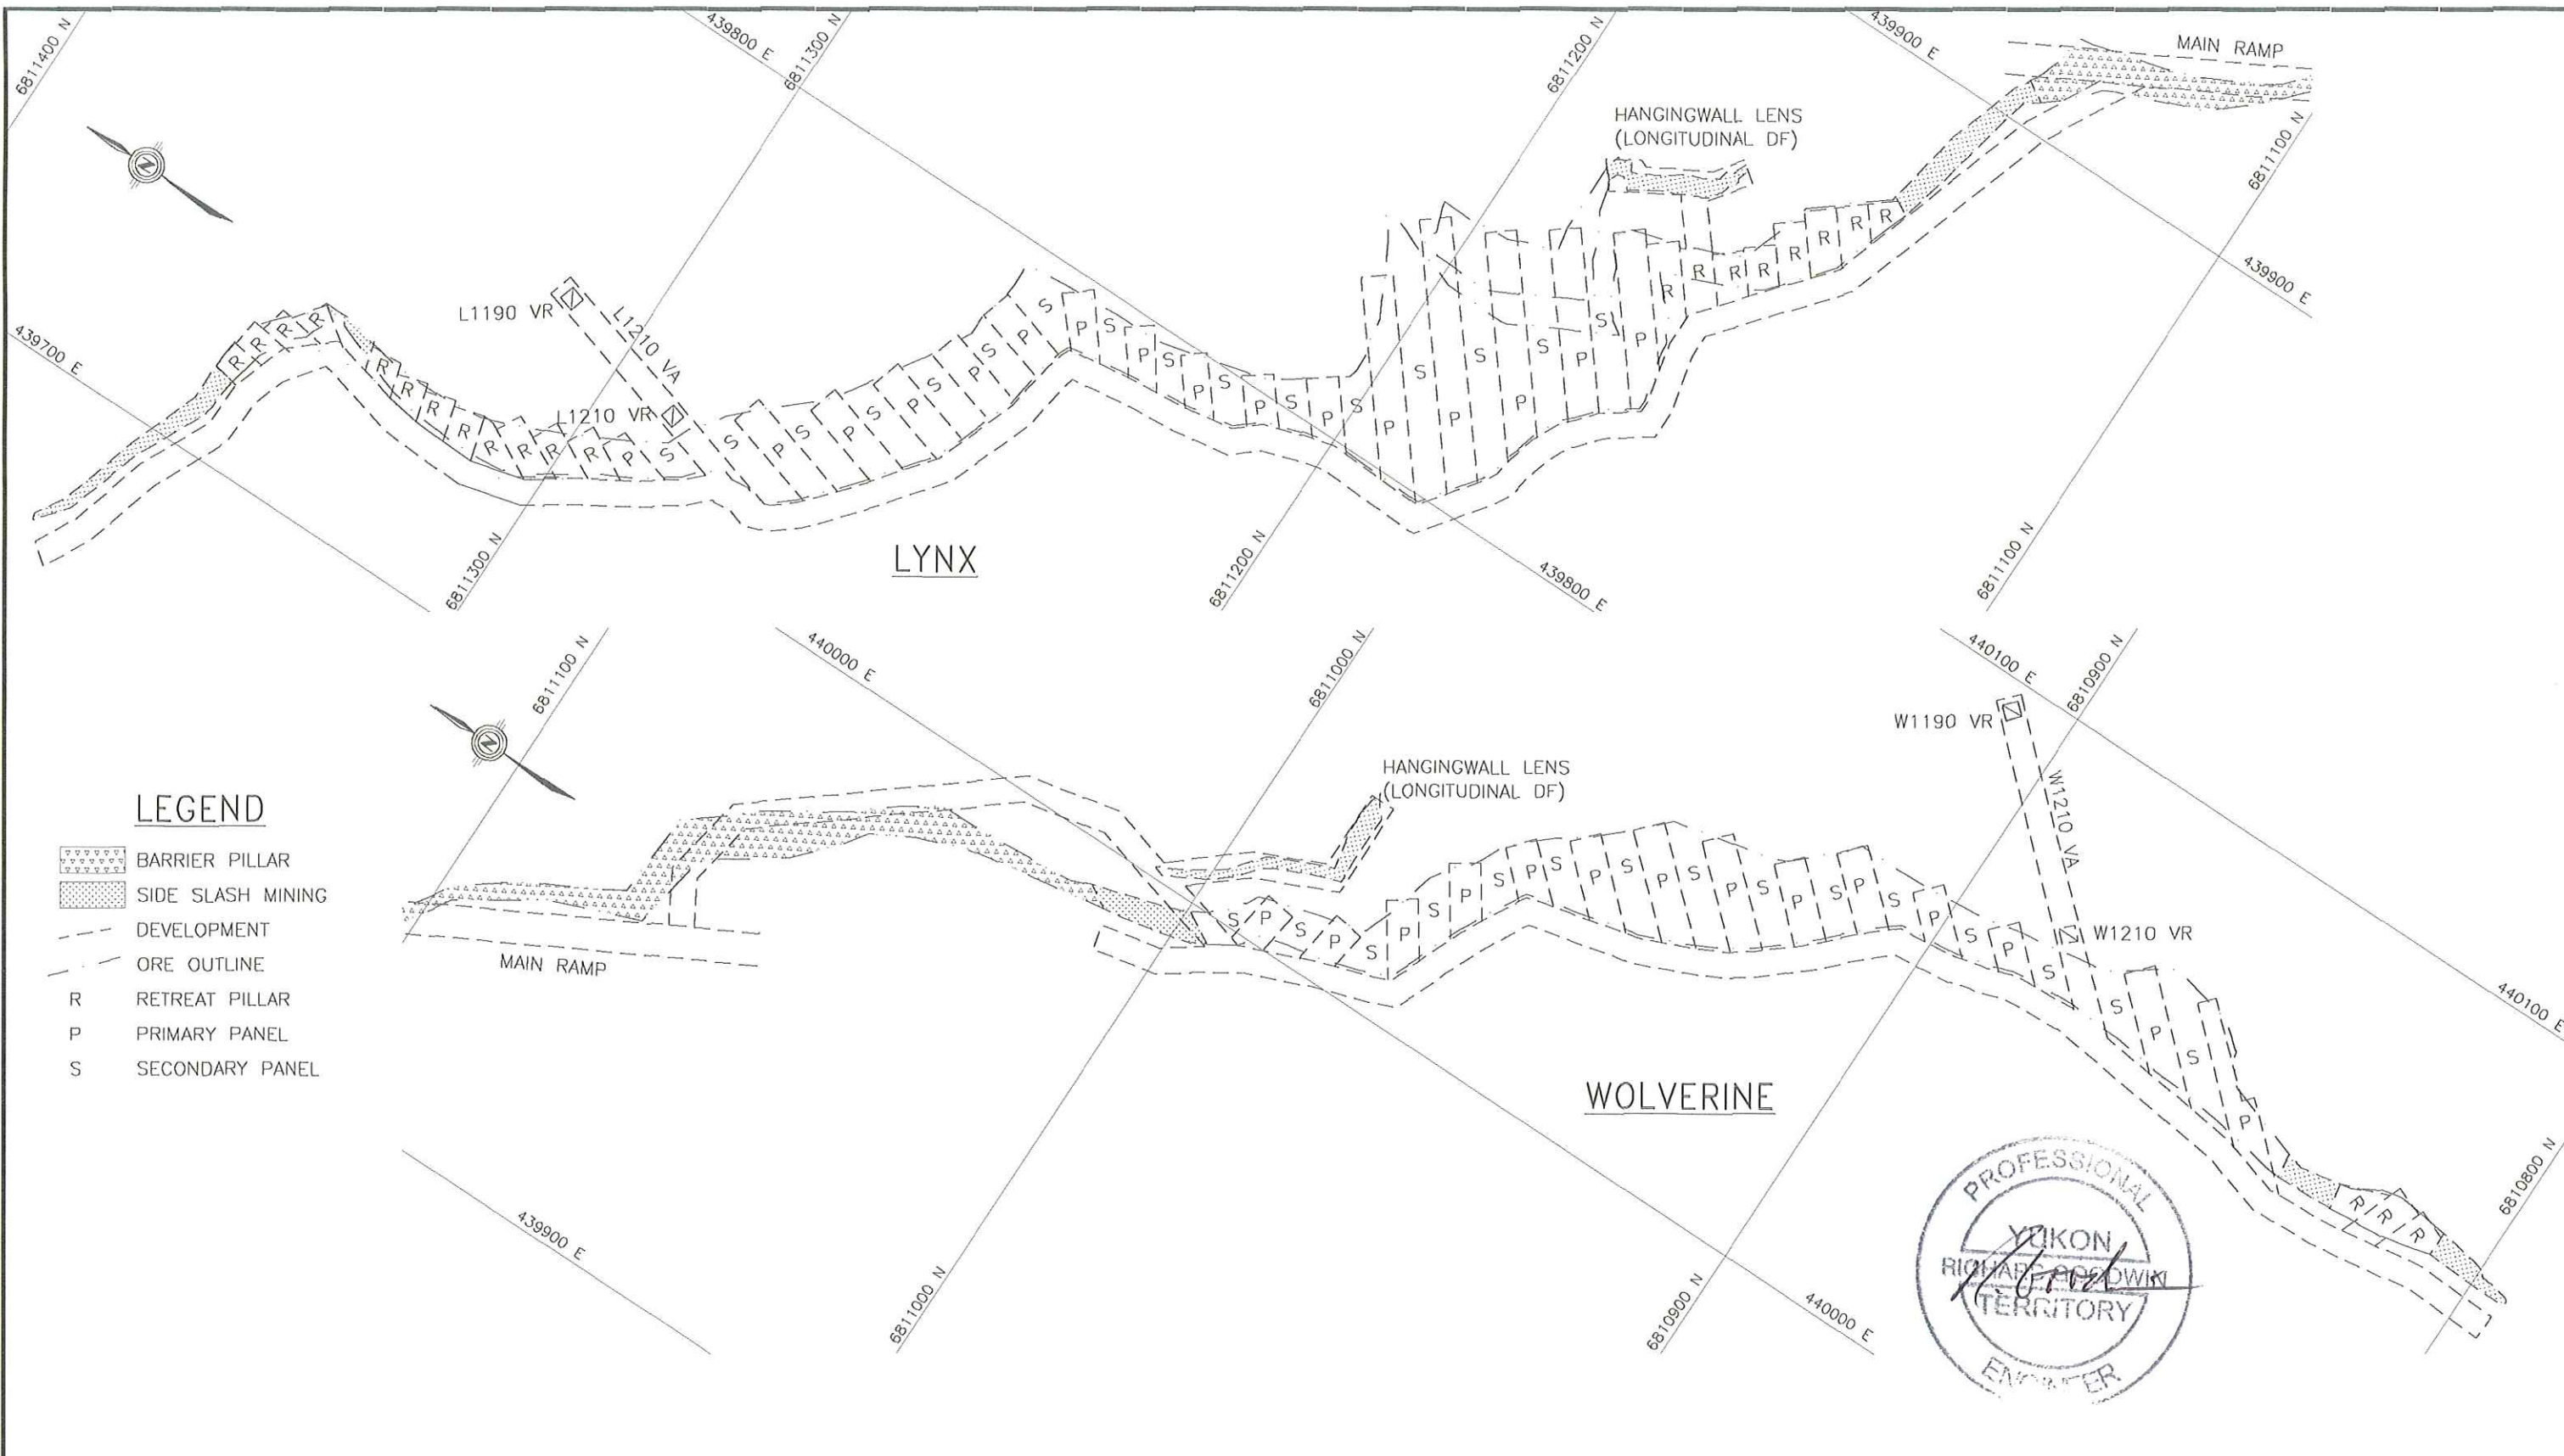 6811400 N
439800 E
6811300 N
6811200 N
439900 E
MAIN RAMP
HANGINGWALL LENS
(LONGITUDINAL DF)
6811100 N
439900 E
L1190 VR
L1210 VA
L1210 VR
439700 E
R R R R R R R R R R R R P S
S P S P S P S P S P S
P S P S P S P S P S
P S P S P S P S P
R R R R R R R R
LYNX
6811300 N
6811200 N
439800 E
6811100 N
6811100 N
440000 E
6811000 N
440100 E
6810900 N
W1190 VR
W1210 VA
W1210 VR
HANGINGWALL LENS
(LONGITUDINAL DF)
MAIN RAMP
S P S P S P S P S P S P S P S P S P S P S P S P S
S P S P
R R R
440100 E
WOLVERINE
6810800 N
439900 E
6811000 N
6810900 N
440000 E
LEGEND
BARRIER PILLAR
SIDE SLASH MINING
DEVELOPMENT
ORE OUTLINE
R RETREAT PILLAR
P PRIMARY PANEL
S SECONDARY PANEL
PROFESSIONAL
YUKON
RICHARD GOODWIN
TERRITORY
ENGINEER